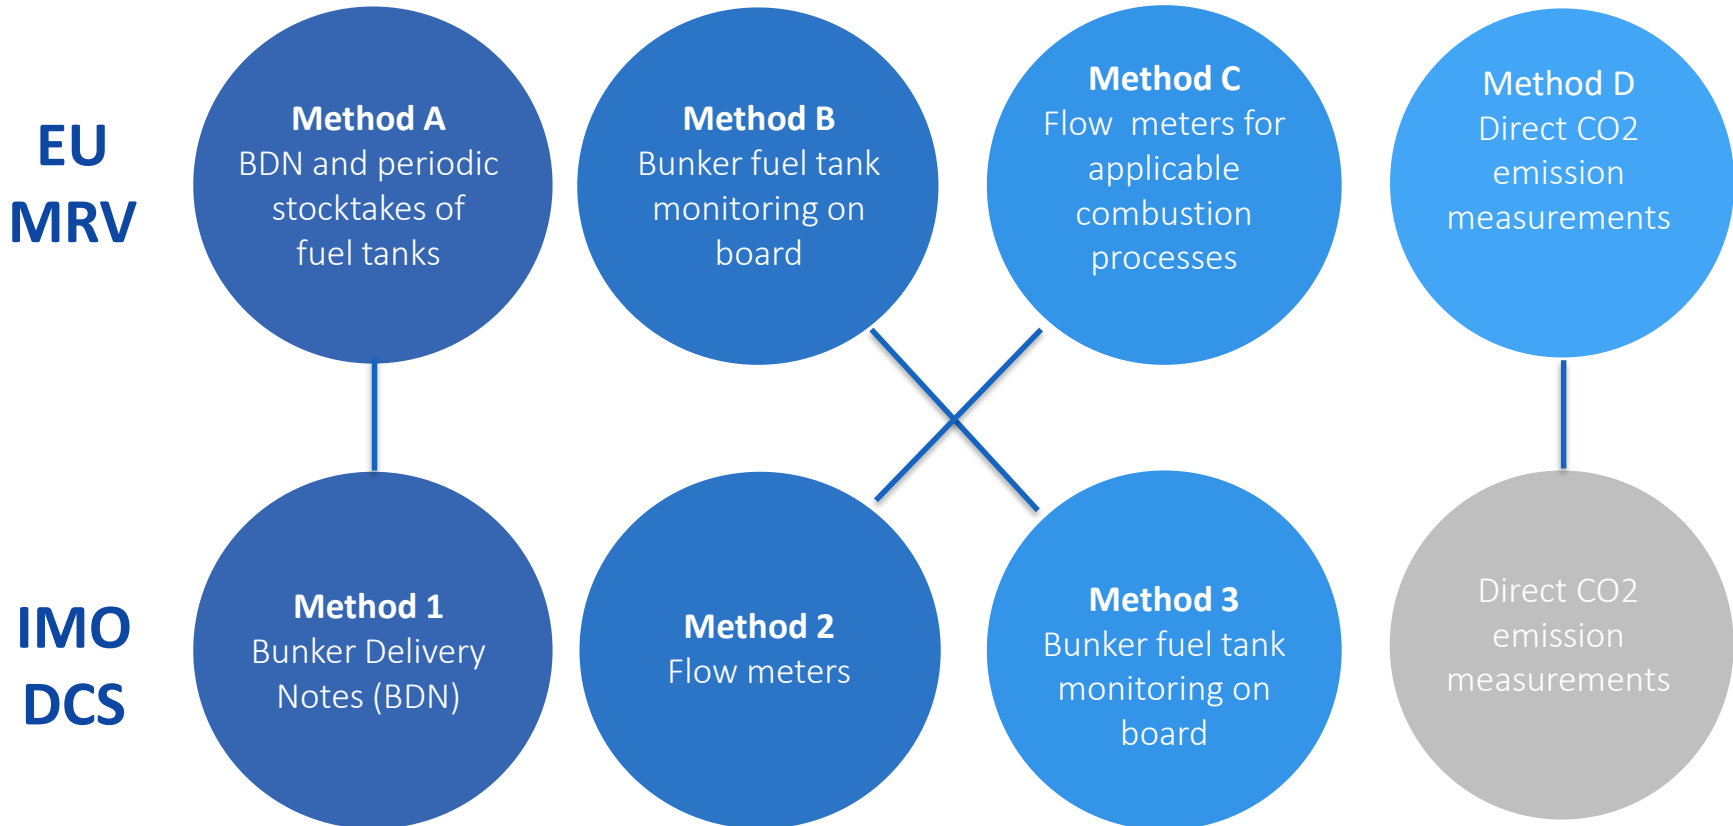 EU
MRV
Method A
BDN and periodic
stocktakes of
fuel tanks
Method B
Bunker fuel tank
monitoring on
board
Method C
Flow meters for
applicable
combustion
processes
Method D
Direct CO2
emission
measurements
IMO
DCS
Method 1
Bunker Delivery
Notes (BDN)
Method 2
Flow meters
Method 3
Bunker fuel tank
monitoring on
board
Direct CO2
emission
measurements